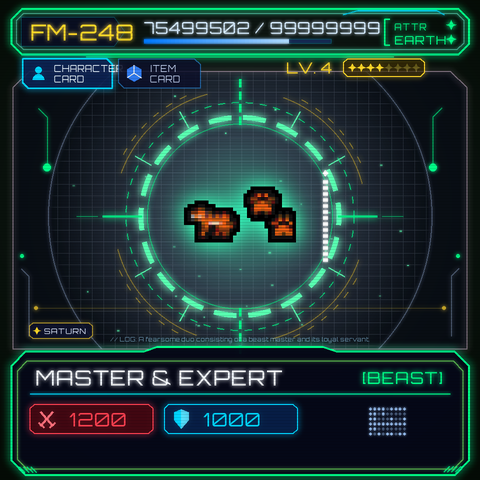 FM-248
75499502 / 99999999
ATTR
EARTH
CHARACTER
CARD
ITEM
CARD
LV.4
SATURN
// LOG: A fearsome duo consisting of a beast master and its loyal servant.
MASTER & EXPERT
[BEAST]
1200
1000